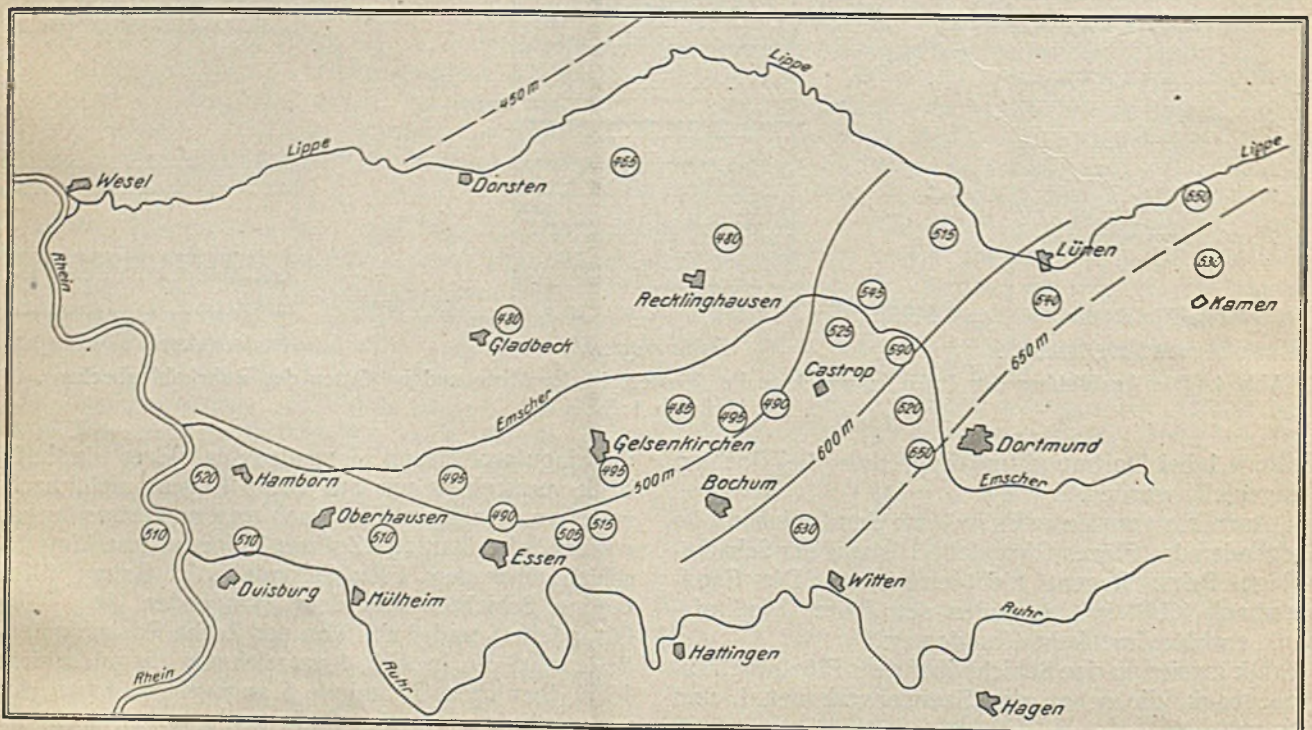 Lippe
450 m
Lippe
Lippe
Wesel
Dorsten
465
550
480
515
Lünen
530
Rhein
Recklinghausen
545
540
Kamen
480
Gladbeck
525
590
650 m
Castrop
Emscher
485
495
490
520
600 m
Gelsenkirchen
Dortmund
650
520
Hamborn
495
495
500 m
Emscher
Bochum
490
Oberhausen
510
510
510
505
515
630
Essen
Duisburg
Mülheim
Witten
Ruhr
Hattingen
Rhein
Ruhr
Hagen